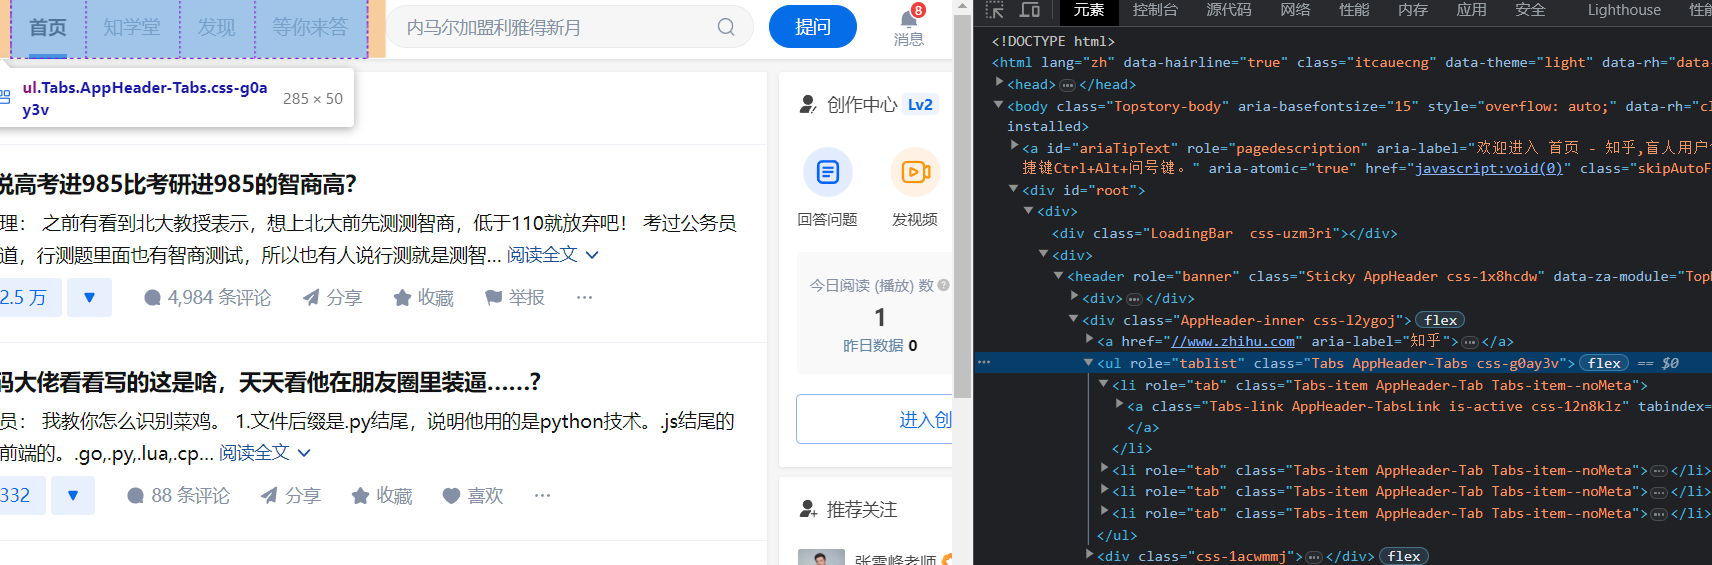 首页 知学堂 发现 等你来答
内马尔加盟利雅得新月
提问
8
消息
ul.Tabs.AppHeader-Tabs.css-g0a
y3v
285 × 50
说高考进985比考研进985的智商高?
理： 之前有看到北大教授表示，想上北大前先测测智商，低于110就放弃吧！ 考过公务员
道，行测题里面也有智商测试，所以也有人说行测就是测智... 阅读全文
2.5 万
4,984 条评论 分享 收藏 举报 ...
码大佬看看写的这是啥，天天看他在朋友圈里装逼……?
员： 我教你怎么识别菜鸡。 1.文件后缀是.py结尾，说明他用的是python技术。.js结尾的
前端的。.go,.py,.lua,.cp... 阅读全文
332
88 条评论 分享 收藏 喜欢 ...
创作中心 Lv2
回答问题 发视频
今日阅读 (播放) 数 ?
1
昨日数据 0
进入创
推荐关注
张雪峰老师
元素 控制台 源代码 网络 性能 内存 应用 安全 Lighthouse 性能
<!DOCTYPE html>
<html lang="zh" data-hairline="true" class="itcauecng" data-theme="light" data-rh="data-
<head>…</head>
<body class="Topstory-body" aria-basefontsize="15" style="overflow: auto;" data-rh="cl
installed>
<a id="ariaTipText" role="pagedescription" aria-label="欢迎进入 首页 - 知乎,盲人用户
捷键Ctrl+Alt+问号键。" aria-atomic="true" href="javascript:void(0)" class="skipAutoF
<div id="root">
<div>
<div class="LoadingBar  css-uzm3ri"></div>
<div>
<header role="banner" class="Sticky AppHeader css-1x8hcdw" data-za-module="Top
<div>…</div>
<div class="AppHeader-inner css-l2ygoj"> flex
<a href="//www.zhihu.com" aria-label="知乎">…</a>
… <ul role="tablist" class="Tabs AppHeader-Tabs css-g0ay3v"> flex == $0
<li role="tab" class="Tabs-item AppHeader-Tab Tabs-item--noMeta">
<a class="Tabs-link AppHeader-TabsLink is-active css-12n8klz" tabindex=
</a>
</li>
<li role="tab" class="Tabs-item AppHeader-Tab Tabs-item--noMeta">…</li>
<li role="tab" class="Tabs-item AppHeader-Tab Tabs-item--noMeta">…</li>
<li role="tab" class="Tabs-item AppHeader-Tab Tabs-item--noMeta">…</li>
</ul>
<div class="css-1acwmmj">…</div> flex